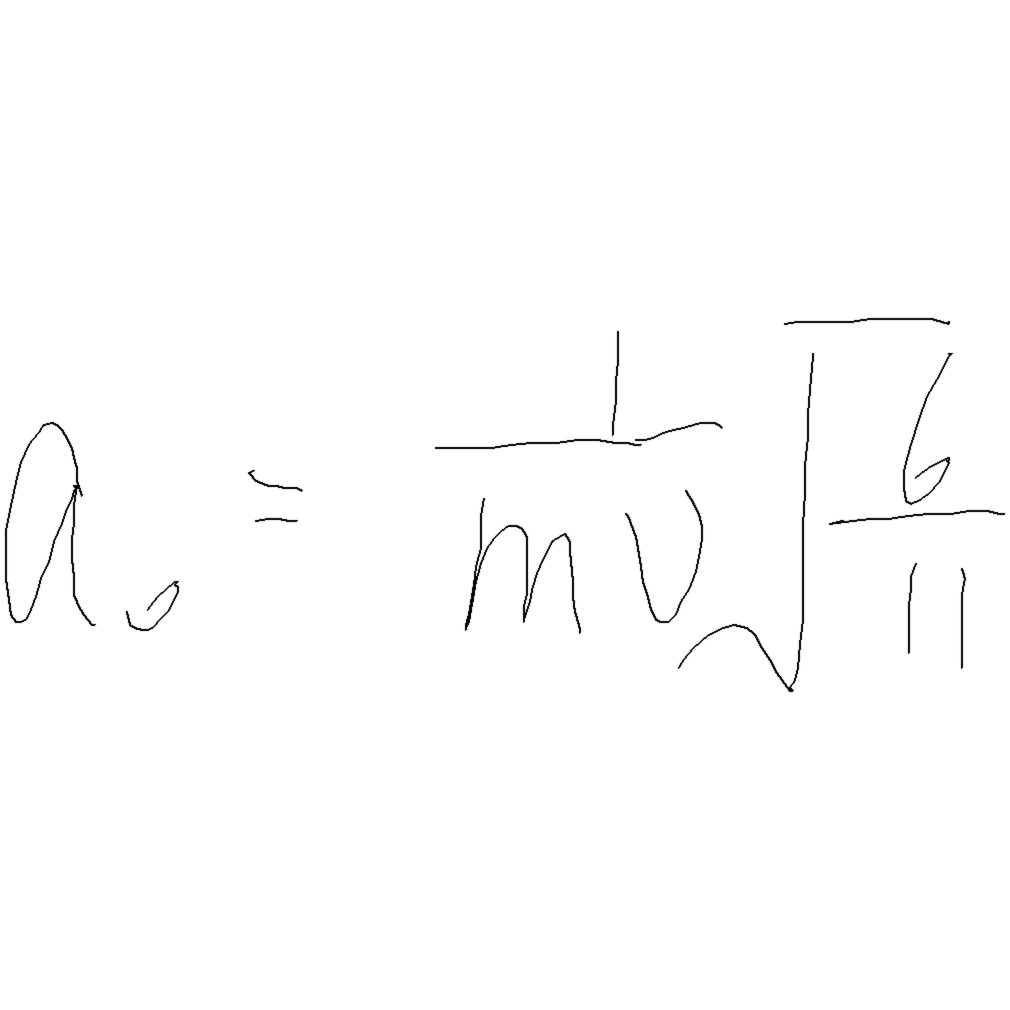 a₀ = 1/(mv) √(6/11)